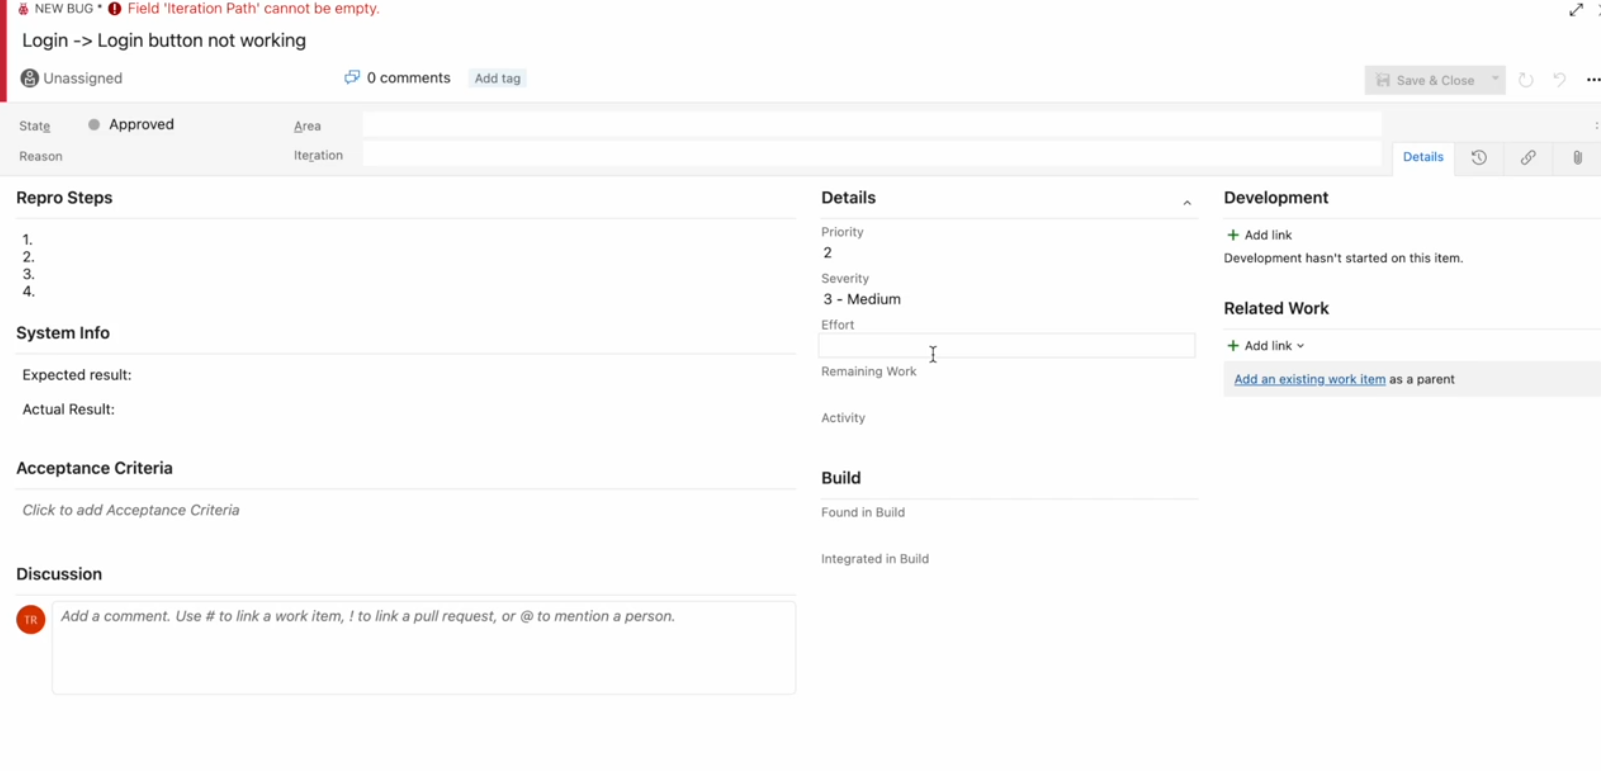 NEW BUG * Field 'Iteration Path' cannot be empty.
Login -> Login button not working
Unassigned
0 comments
Add tag
Save & Close
State
Approved
Area
Reason
Iteration
Details
Repro Steps
1.
2.
3.
4.
System Info
Expected result:
Actual Result:
Acceptance Criteria
Click to add Acceptance Criteria
Discussion
TR
Add a comment. Use # to link a work item, ! to link a pull request, or @ to mention a person.
Details
Priority
2
Severity
3 - Medium
Effort
Remaining Work
Activity
Build
Found in Build
Integrated in Build
Development
+ Add link
Development hasn't started on this item.
Related Work
+ Add link
Add an existing work item as a parent